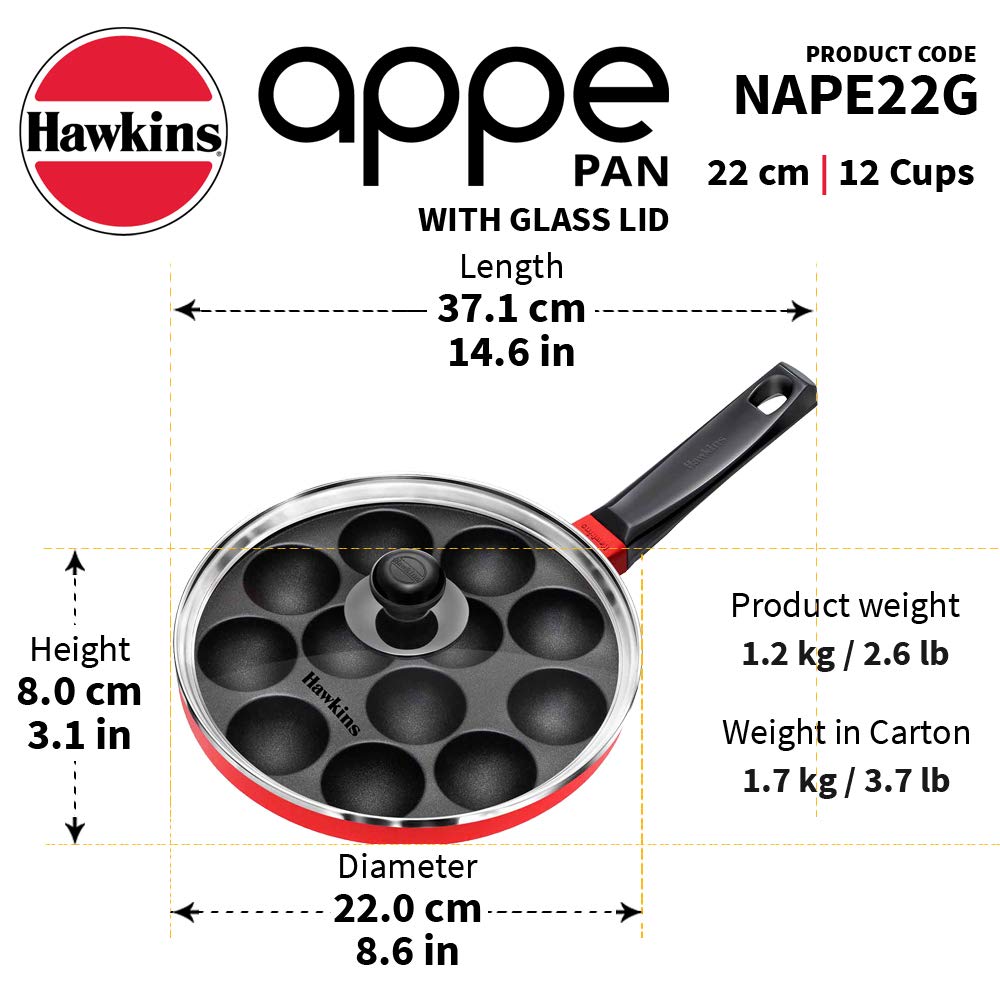 Hawkins
appe
PAN
WITH GLASS LID
PRODUCT CODE
NAPE22G
22 cm | 12 Cups
Length
37.1 cm
14.6 in
Hawkins
Height
8.0 cm
3.1 in
Hawkins
Product weight
1.2 kg / 2.6 lb
Weight in Carton
1.7 kg / 3.7 lb
Diameter
22.0 cm
8.6 in